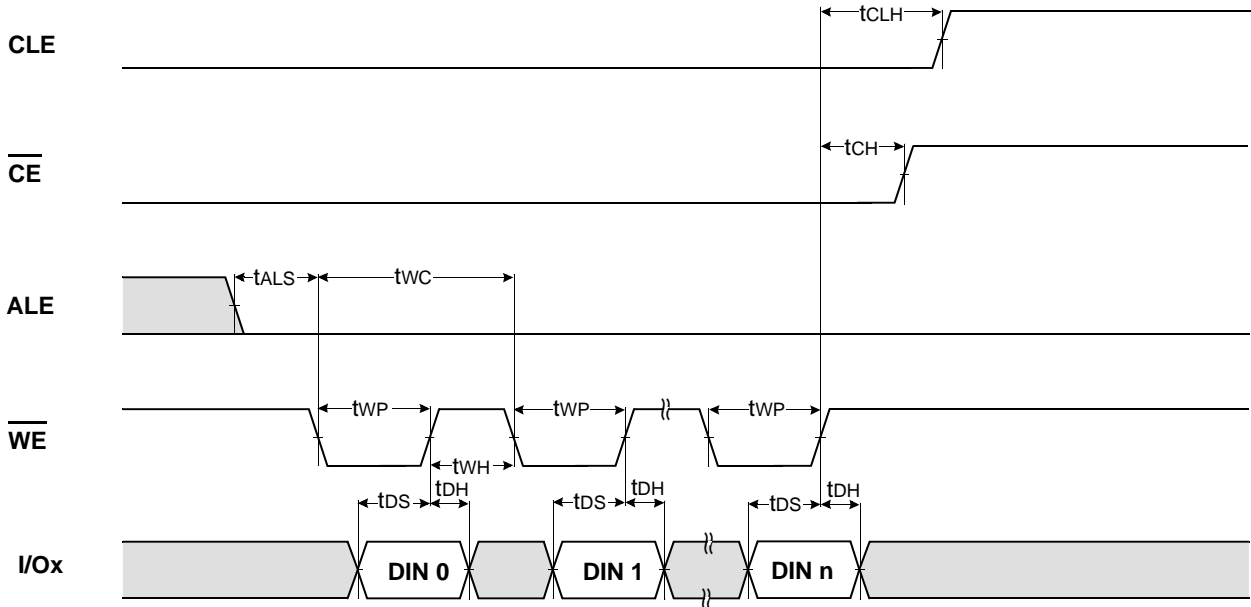 tCLH
CLE
tCH
CE
tALS
tWC
ALE
tWP
tWP
tWP
WE
tWH
tDS
tDH
tDS
tDH
tDS
tDH
I/Ox
DIN 0
DIN 1
DIN n